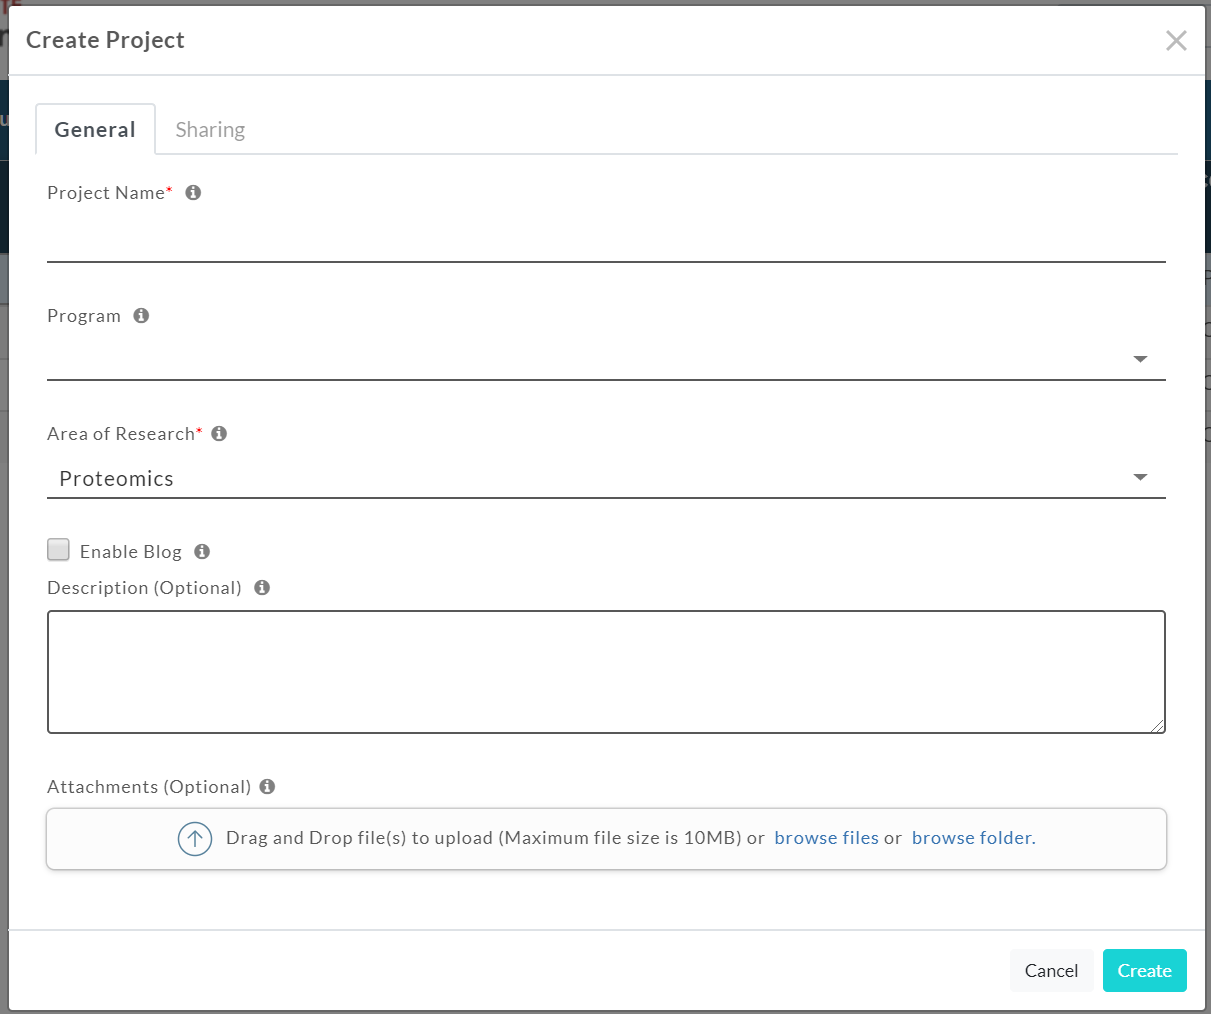 Create Project
General Sharing
Project Name*
Program
Area of Research*
Proteomics
Enable Blog
Description (Optional)
Attachments (Optional)
Drag and Drop file(s) to upload (Maximum file size is 10MB) or browse files or browse folder.
Cancel Create